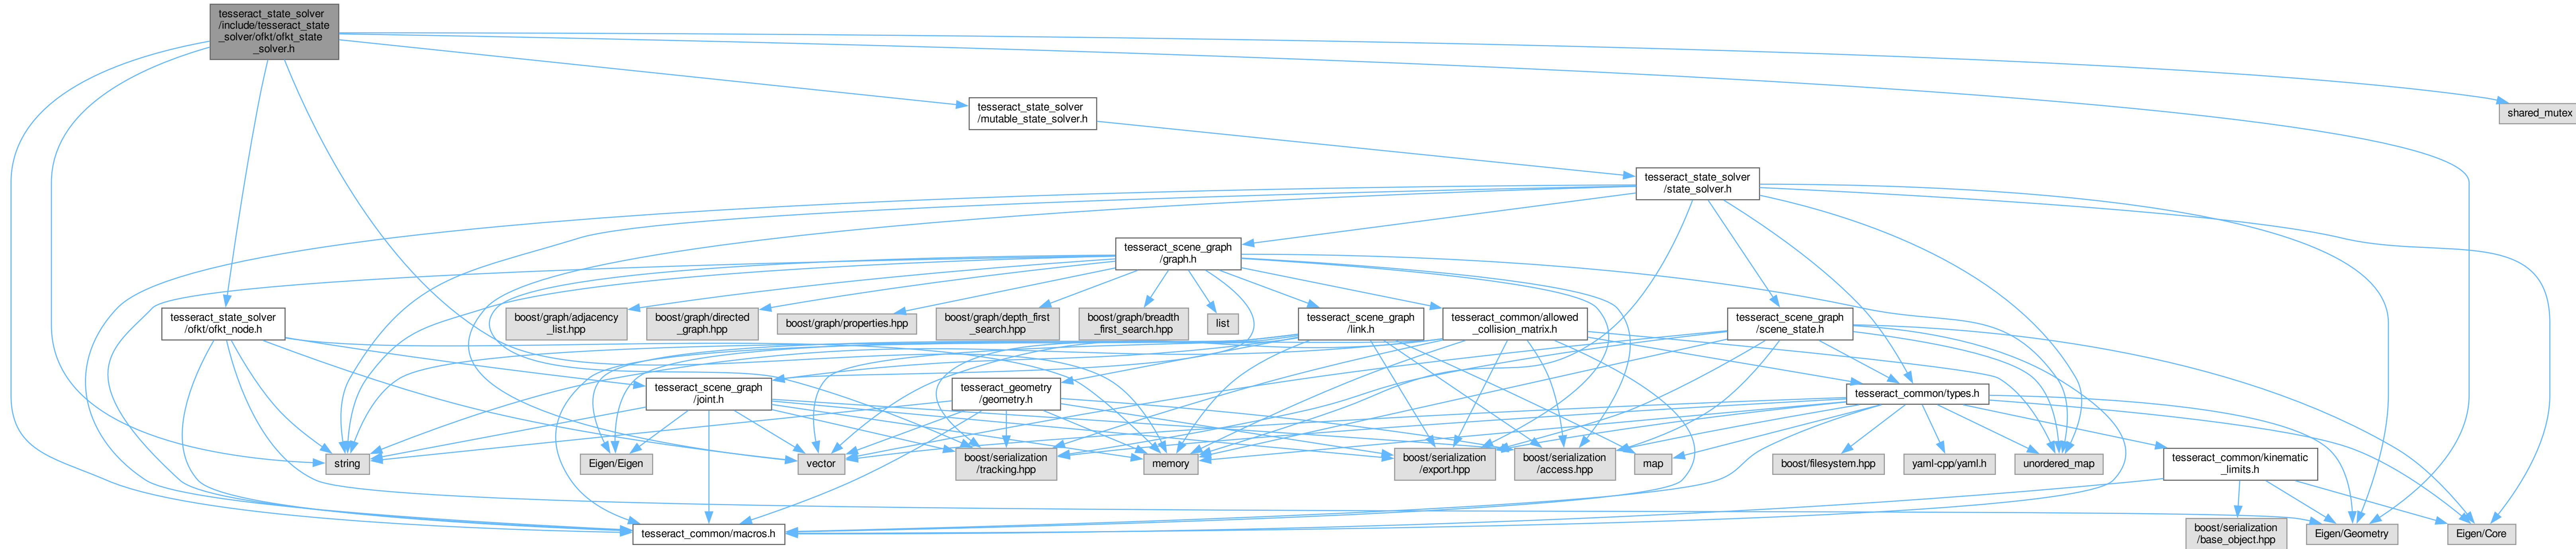 tesseract_state_solver
/include/tesseract_state
_solver/ofkt/ofkt_state
_solver.h
tesseract_state_solver
/mutable_state_solver.h
shared_mutex
tesseract_state_solver
/state_solver.h
tesseract_scene_graph
/graph.h
tesseract_state_solver
/ofkt/ofkt_node.h
boost/graph/adjacency
_list.hpp
boost/graph/directed
_graph.hpp
boost/graph/properties.hpp
boost/graph/depth_first
_search.hpp
boost/graph/breadth
_first_search.hpp
list
tesseract_scene_graph
/link.h
tesseract_common/allowed
_collision_matrix.h
tesseract_scene_graph
/scene_state.h
tesseract_scene_graph
/joint.h
tesseract_geometry
/geometry.h
tesseract_common/types.h
string
Eigen/Eigen
vector
boost/serialization
/tracking.hpp
memory
boost/serialization
/export.hpp
boost/serialization
/access.hpp
map
boost/filesystem.hpp
yaml-cpp/yaml.h
unordered_map
tesseract_common/kinematic
_limits.h
tesseract_common/macros.h
boost/serialization
/base_object.hpp
Eigen/Geometry
Eigen/Core